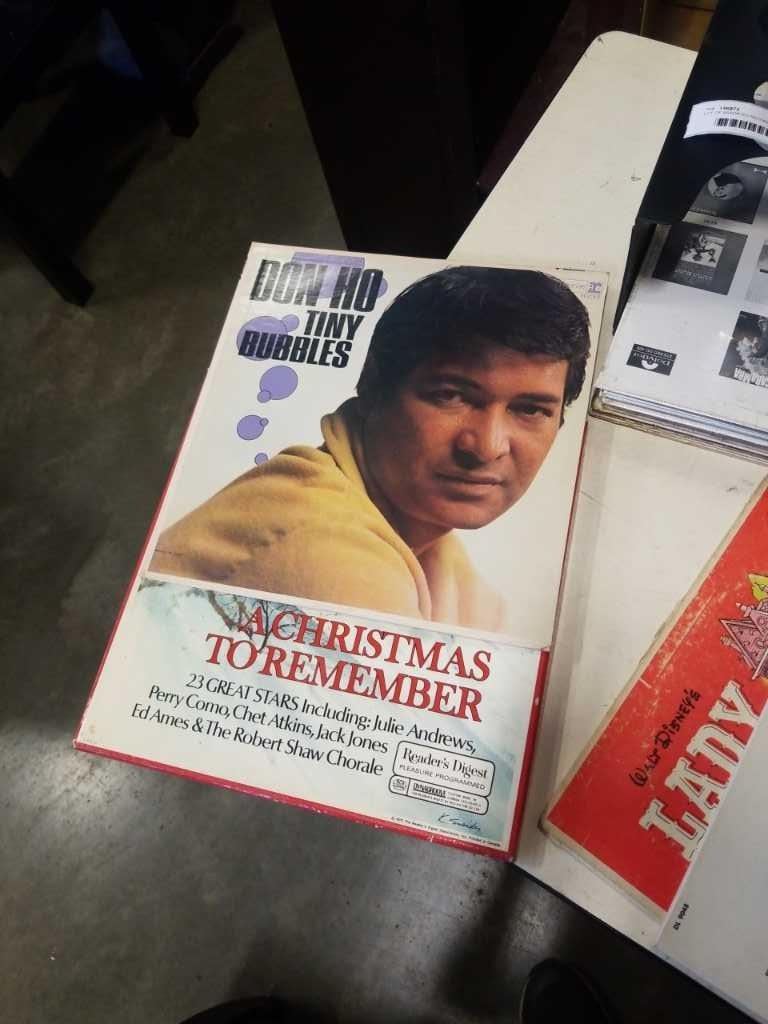 DON HO
TINY
BUBBLES
A CHRISTMAS
TO REMEMBER
23 GREAT STARS Including: Julie Andrews,
Perry Como, Chet Atkins, Jack Jones
Ed Ames & The Robert Shaw Chorale
Reader's Digest
PLEASURE PROGRAMMED
DYNAGROOVE
WALT DISNEY'S
LADY